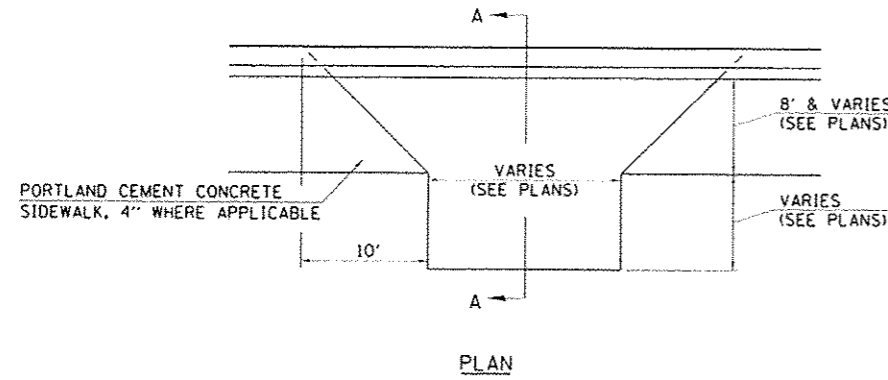 A
8' & VARIES
(SEE PLANS)
VARIES
(SEE PLANS)
PORTLAND CEMENT CONCRETE
SIDEWALK, 4" WHERE APPLICABLE
VARIES
(SEE PLANS)
10'
A
PLAN